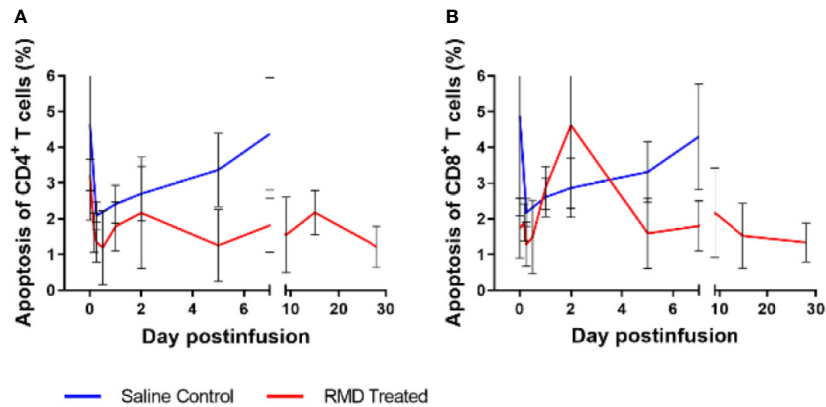 A
B
Apoptosis of CD4+ T cells (%)
6
5
4
3
2
1
0
0 2 4 6 10 20 30
Day postinfusion
Apoptosis of CD8+ T cells (%)
6
5
4
3
2
1
0
0 2 4 6 10 20 30
Day postinfusion
Saline Control RMD Treated